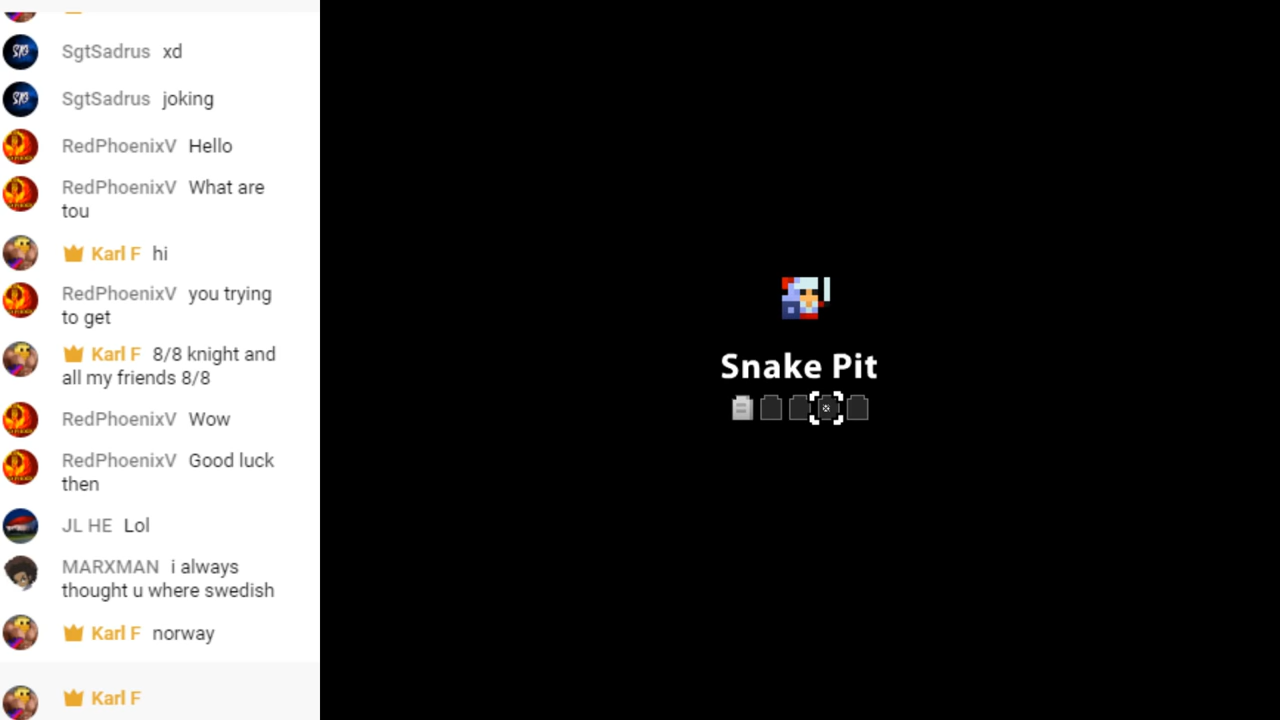 SgtSadrus xd
SgtSadrus joking
RedPhoenixV Hello
RedPhoenixV What are
tou
Karl F hi
RedPhoenixV you trying
to get
Karl F 8/8 knight and
all my friends 8/8
RedPhoenixV Wow
RedPhoenixV Good luck
then
JL HE Lol
MARXMAN i always
thought u where swedish
Karl F norway
Karl F
Snake Pit